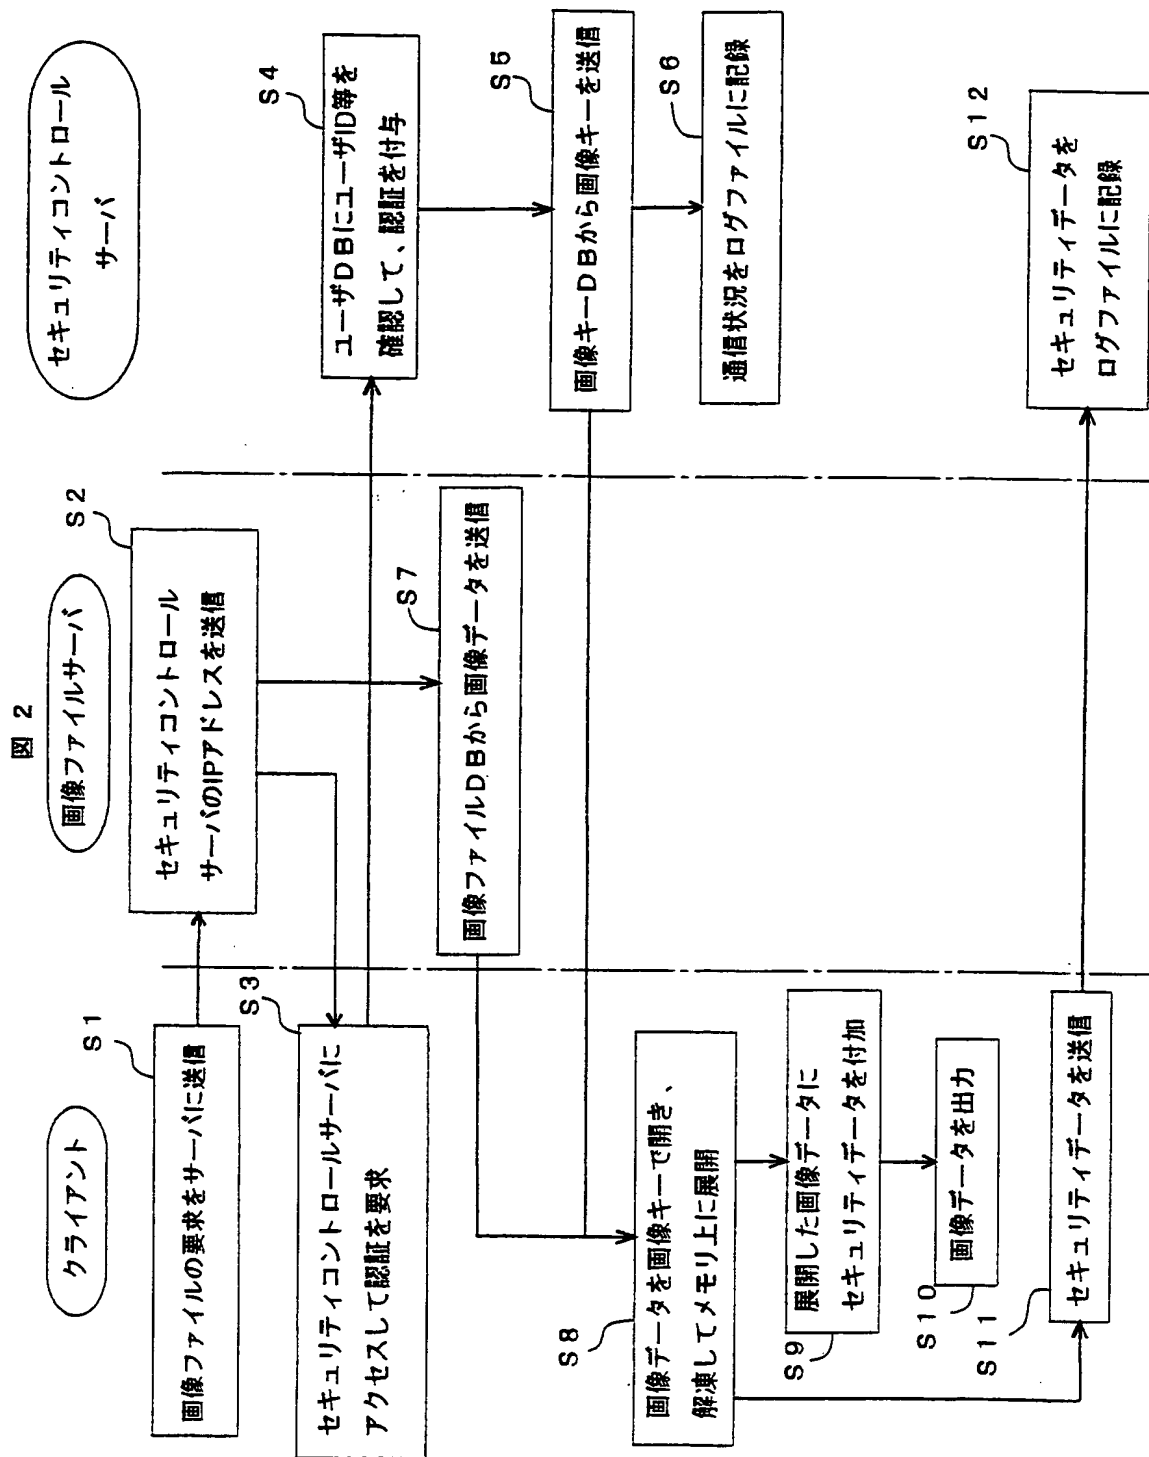 図 2
クライアント
画像ファイルサーバ
セキュリティコントロール
サーバ
S1
画像ファイルの要求をサーバに送信
S2
セキュリティコントロール
サーバのIPアドレスを送信
S3
セキュリティコントロールサーバに
アクセスして認証を要求
S4
ユーザDBにユーザID等を
確認して、認証を付与
S7
画像ファイルDBから画像データを送信
S5
画像キーDBから画像キーを送信
S6
通信状況をログファイルに記録
S8
画像データを画像キーで開き、
解凍してメモリ上に展開
S9
展開した画像データに
セキュリティデータを付加
S10
画像データを出力
S11
セキュリティデータを送信
S12
セキュリティデータを
ログファイルに記録